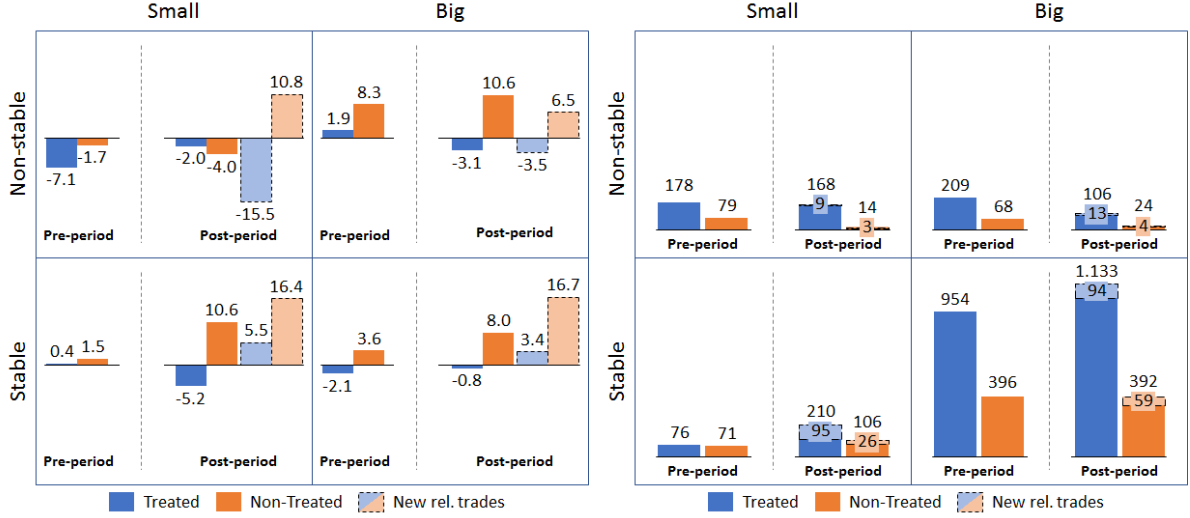 Small Big
Non-stable
-7.1 -1.7
Pre-period
-2.0 -4.0 -15.5 10.8
Post-period
1.9 8.3
Pre-period
-3.1 10.6 -3.5 6.5
Post-period
Stable
0.4 1.5
Pre-period
-5.2 10.6 5.5 16.4
Post-period
-2.1 3.6
Pre-period
-0.8 8.0 3.4 16.7
Post-period
Treated Non-Treated New rel. trades
Small Big
Non-stable
178 79
Pre-period
168 9 14 3
Post-period
209 68
Pre-period
106 13 24 4
Post-period
Stable
76 71
Pre-period
210 95 106 26
Post-period
954 396
Pre-period
1.133 94 392 59
Post-period
Treated Non-Treated New rel. trades